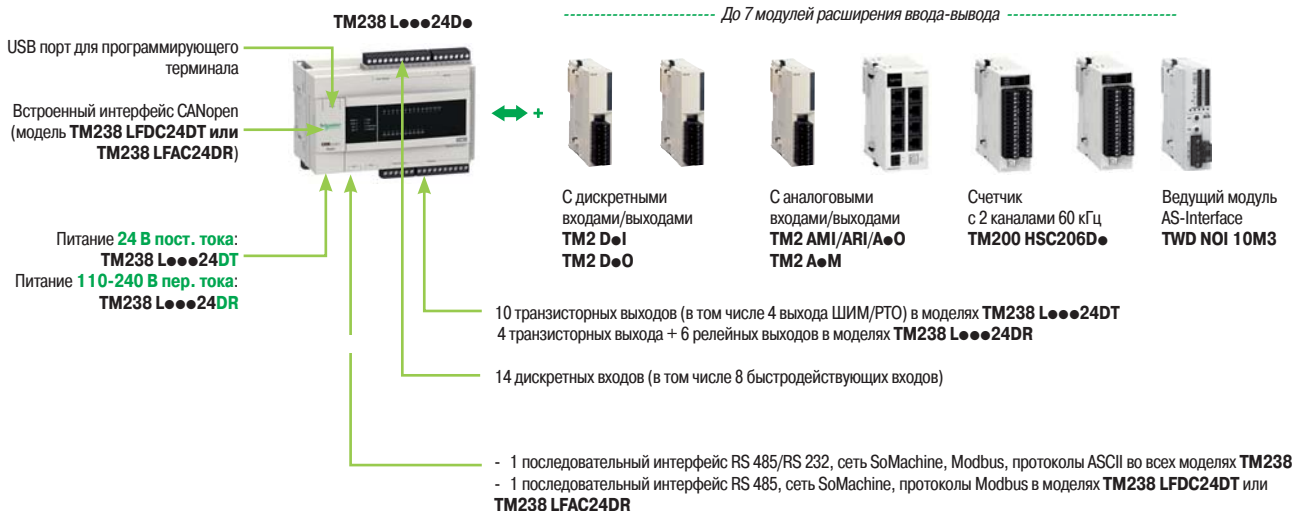 TM238 L●●●24D●
До 7 модулей расширения ввода-вывода
USB порт для программирующего
терминала
Встроенный интерфейс CANopen
(модель TM238 LFDC24DT или
TM238 LFAC24DR)
+
С дискретными
входами/выходами
TM2 D●I
TM2 D●O
С аналоговыми
входами/выходами
TM2 AMI/ARI/A●O
TM2 A●M
Счетчик
с 2 каналами 60 кГц
TM200 HSC206D●
Ведущий модуль
AS-Interface
TWD NOI 10M3
Питание 24 В пост. тока:
TM238 L●●●24DT
Питание 110-240 В пер. тока:
TM238 L●●●24DR
10 транзисторных выходов (в том числе 4 выхода ШИМ/PTO) в моделях TM238 L●●●24DT
4 транзисторных выхода + 6 релейных выходов в моделях TM238 L●●●24DR
14 дискретных входов (в том числе 8 быстродействующих входов)
- 1 последовательный интерфейс RS 485/RS 232, сеть SoMachine, Modbus, протоколы ASCII во всех моделях TM238
- 1 последовательный интерфейс RS 485, сеть SoMachine, протоколы Modbus в моделях TM238 LFDC24DT или
TM238 LFAC24DR